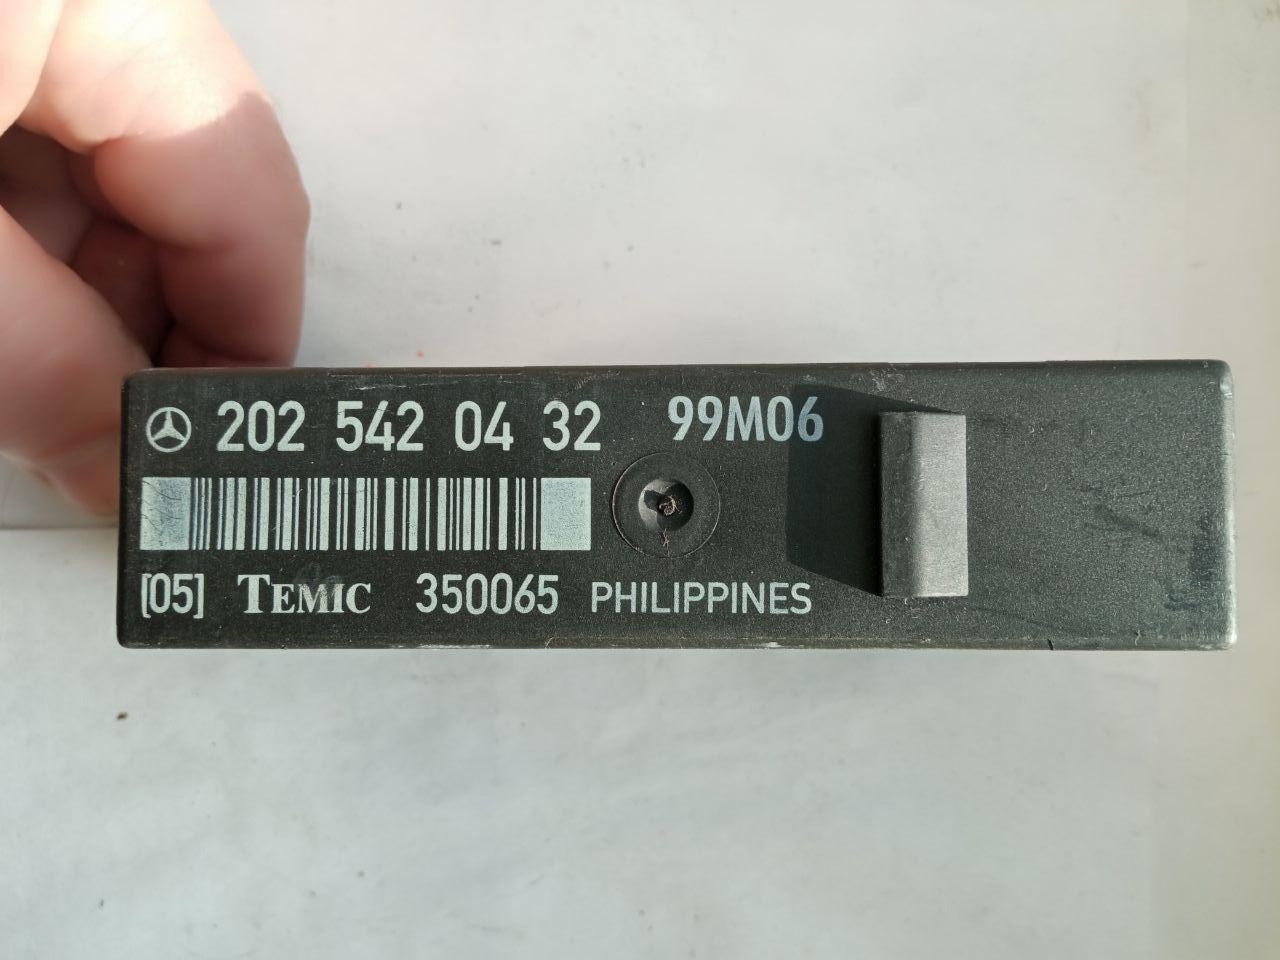 202 542 04 32 99M06
[05] TEMIC 350065 PHILIPPINES